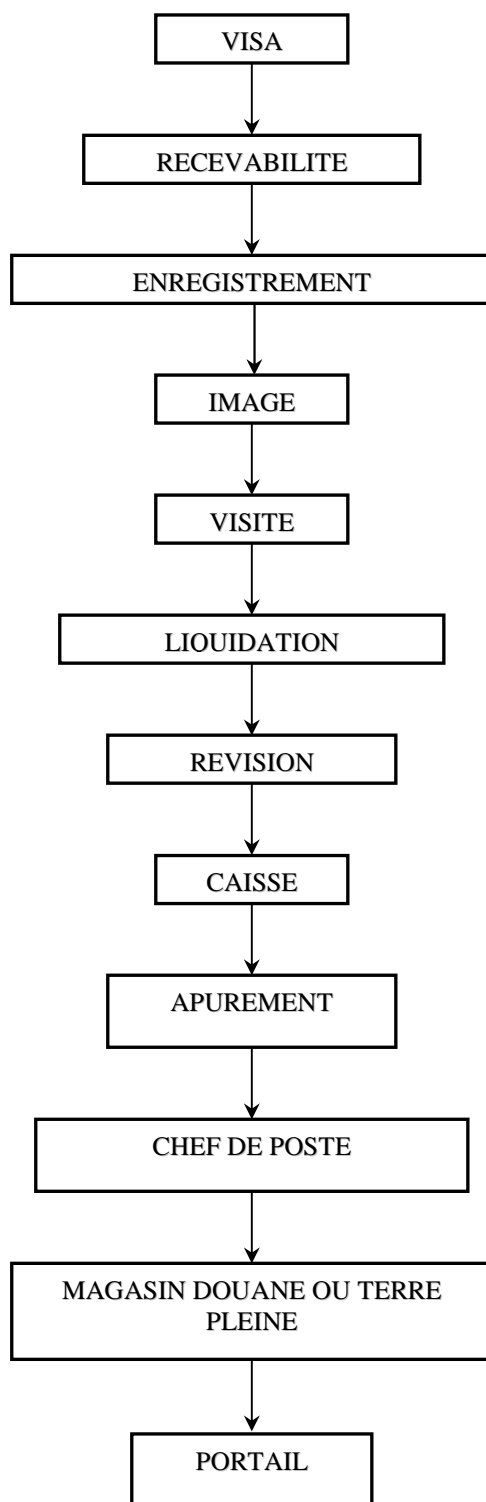 VISA
RECEVABILITE
ENREGISTREMENT
IMAGE
VISITE
LIOUIDATION
REVISION
CAISSE
APUREMENT
CHEF DE POSTE
MAGASIN DOUANE OU TERRE
PLEINE
PORTAIL